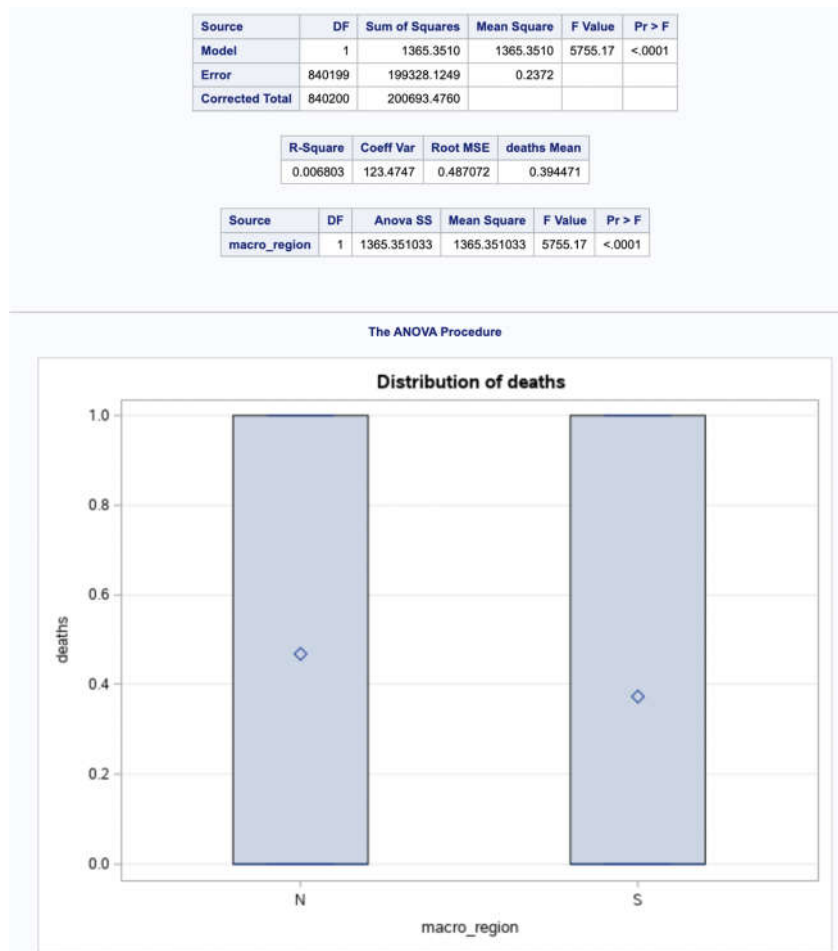 Source DF Sum of Squares Mean Square F Value Pr > F
Model 1 1365.3510 1365.3510 5755.17 <.0001
Error 840199 199328.1249 0.2372
Corrected Total 840200 200693.4760
R-Square Coeff Var Root MSE deaths Mean
0.006803 123.4747 0.487072 0.394471
Source DF Anova SS Mean Square F Value Pr > F
macro_region 1 1365.351033 1365.351033 5755.17 <.0001
The ANOVA Procedure
Distribution of deaths
1.0
0.8
0.6
0.4
0.2
0.0
deaths
N S
macro_region